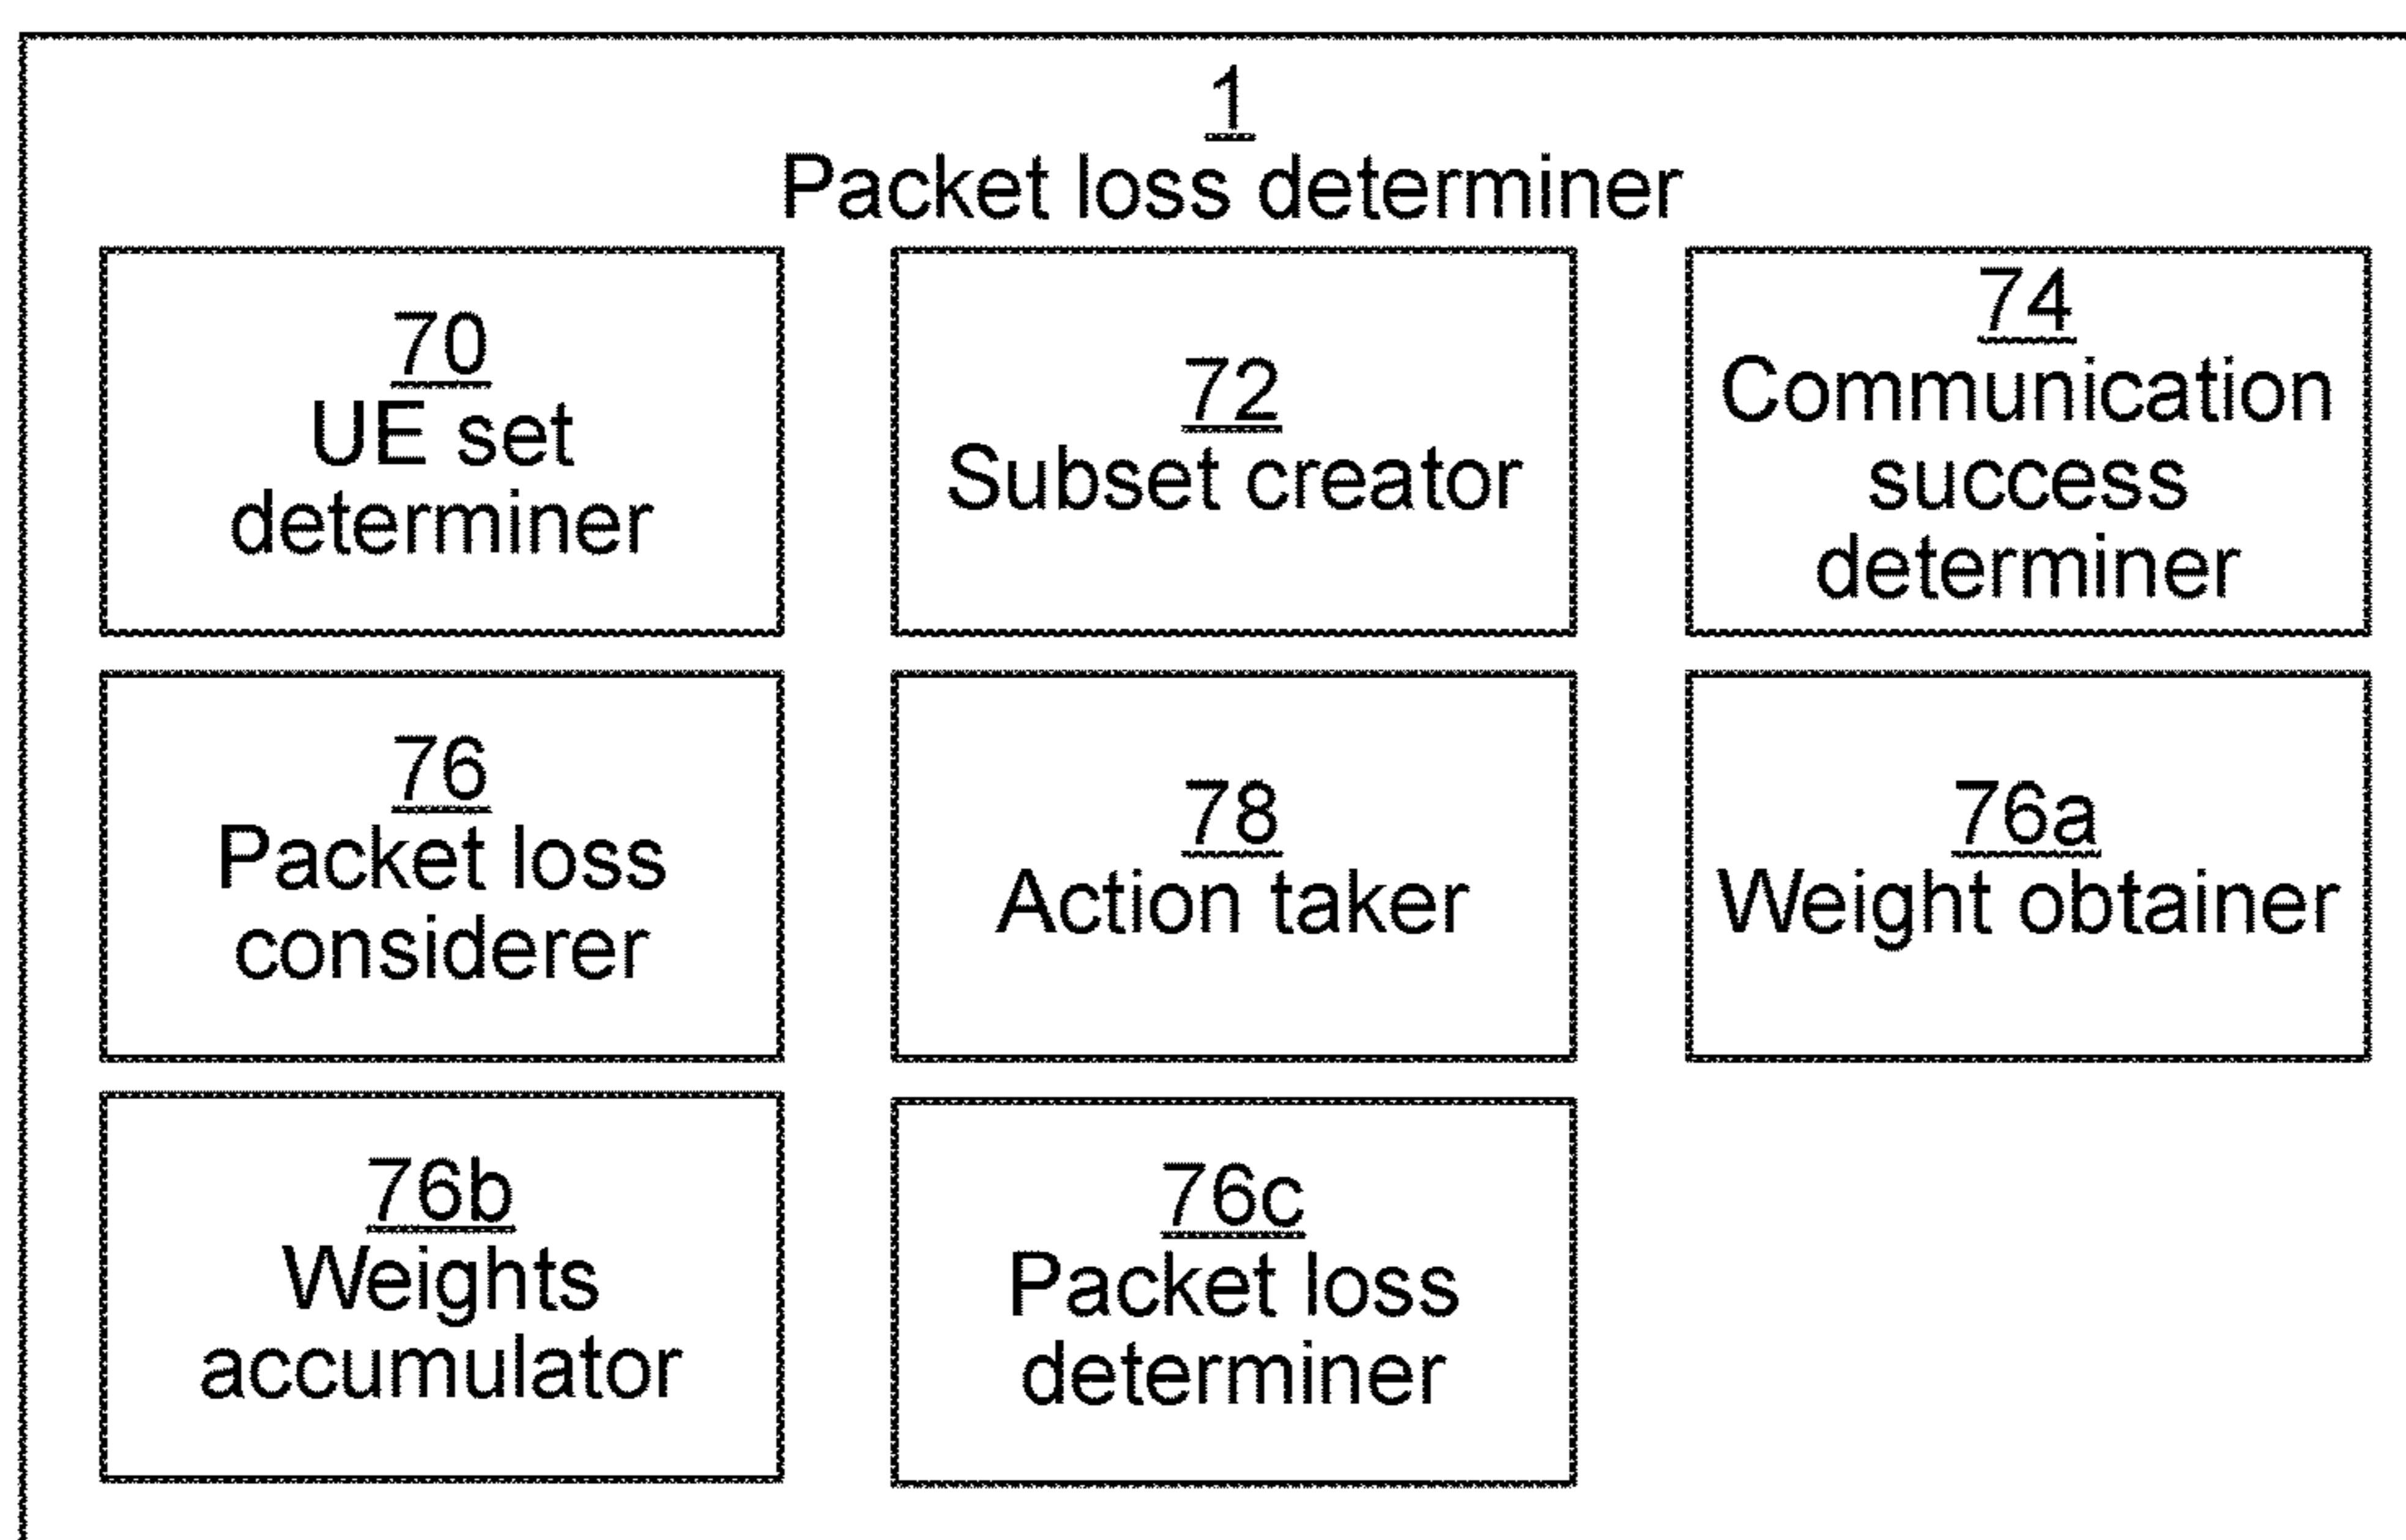 1
Packet loss determiner
70
UE set
determiner
72
Subset creator
74
Communication
success
determiner
76
Packet loss
considerer
78
Action taker
76a
Weight obtainer
76b
Weights
accumulator
76c
Packet loss
determiner